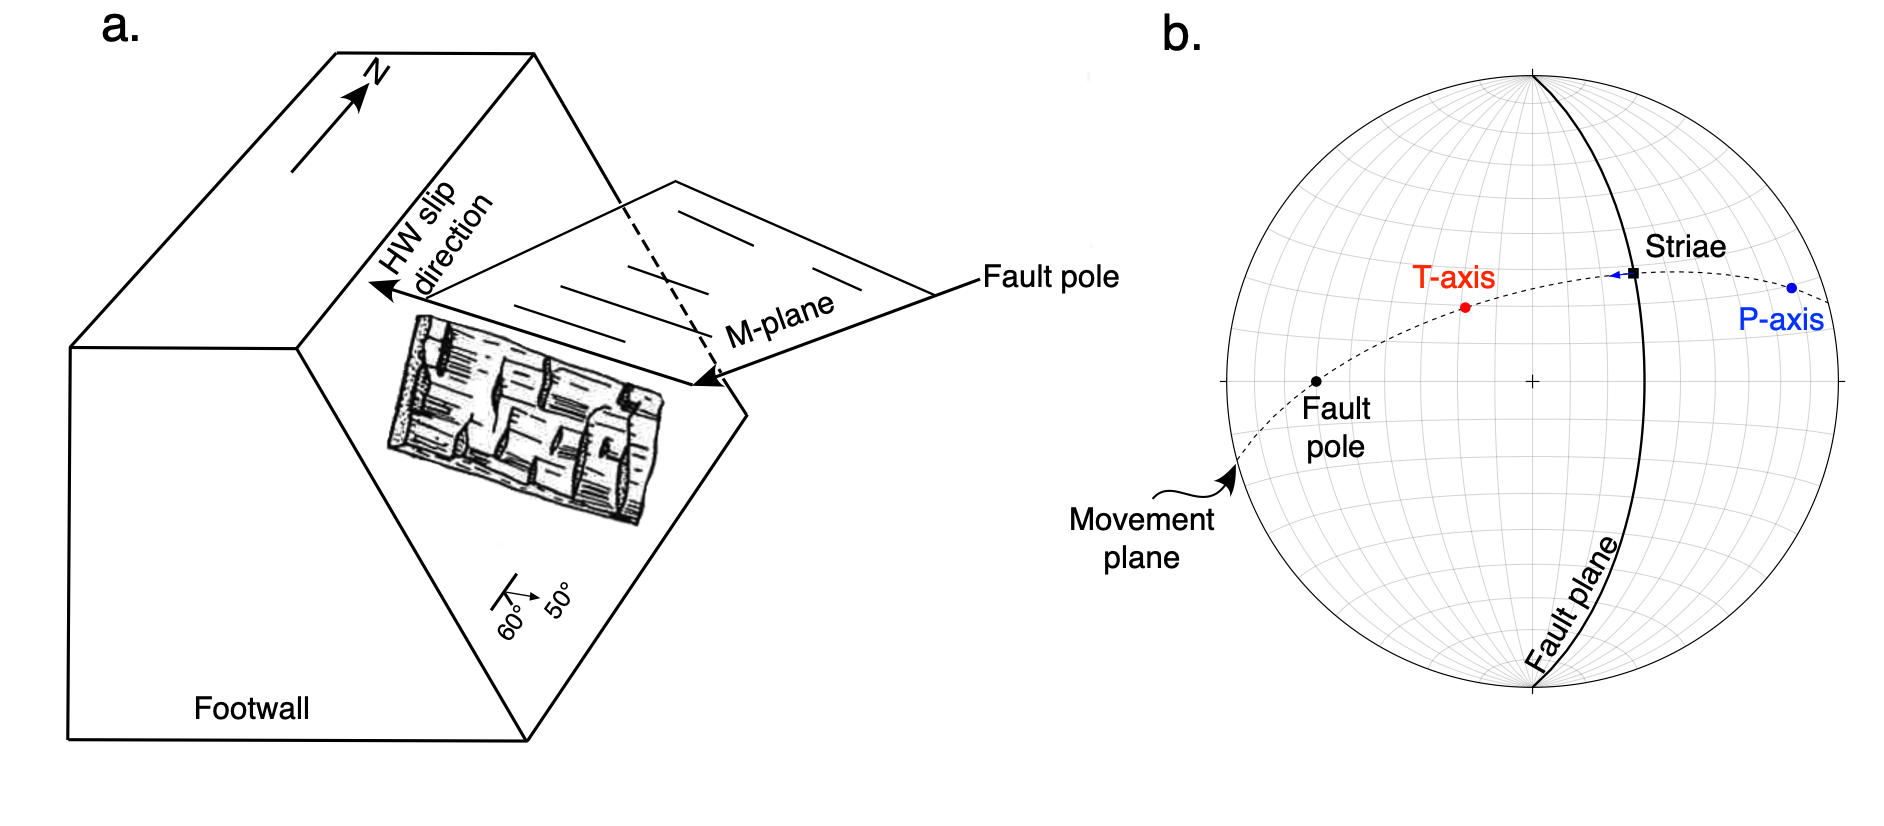 a.
N
HW slip
direction
Fault pole
M-plane
60°
50°
Footwall
b.
Striae
T-axis
P-axis
Fault
pole
Movement
plane
Fault plane